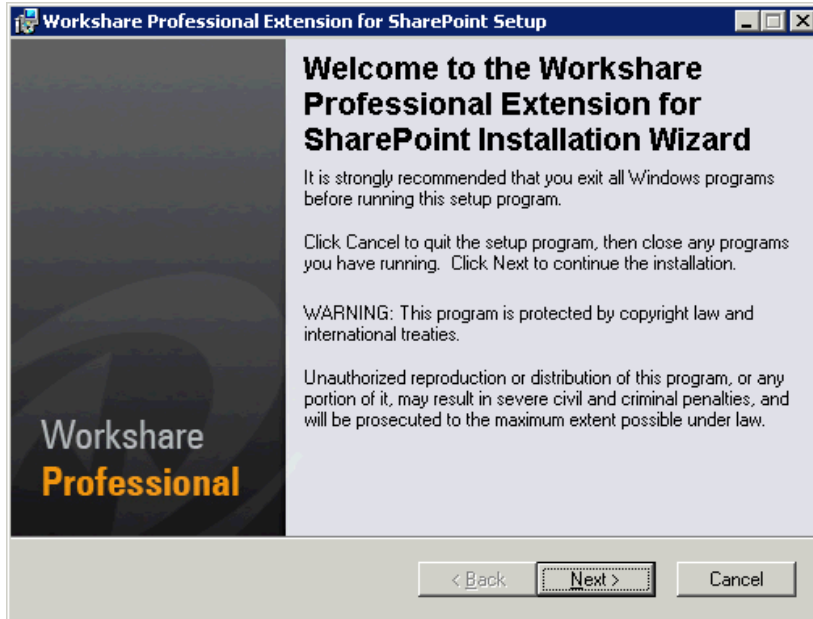 Workshare Professional Extension for SharePoint Setup
Welcome to the Workshare
Professional Extension for
SharePoint Installation Wizard
It is strongly recommended that you exit all Windows programs
before running this setup program.
Click Cancel to quit the setup program, then close any programs
you have running.  Click Next to continue the installation.
WARNING: This program is protected by copyright law and
international treaties.
Unauthorized reproduction or distribution of this program, or any
portion of it, may result in severe civil and criminal penalties, and
will be prosecuted to the maximum extent possible under law.
Workshare
Professional
< Back
Next >
Cancel